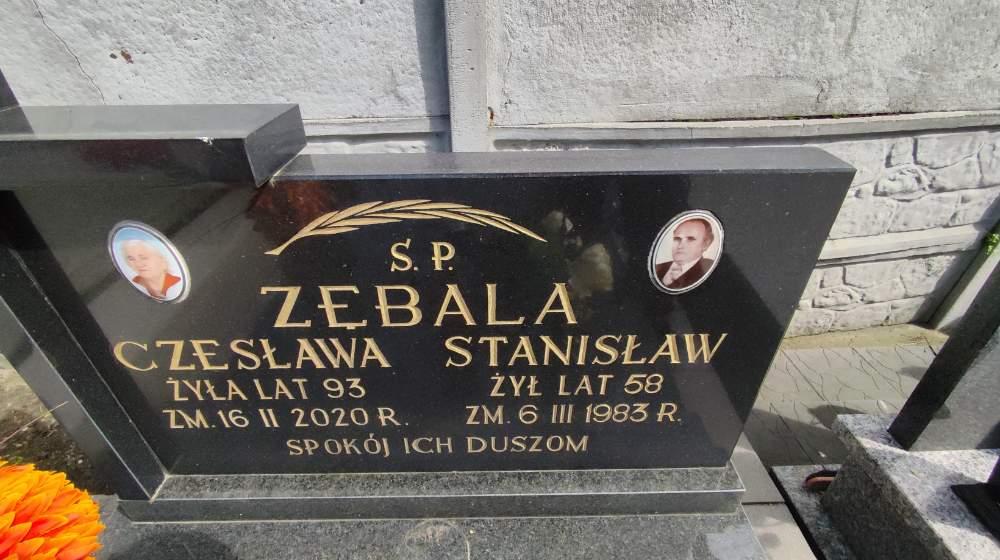 Ś.P.
ZĘBALA
CZESŁAWA STANISŁAW
ŻYŁA LAT 93 ŻYŁ LAT 58
ZM. 16 II 2020 R. ZM. 6 III 1983 R.
SPOKÓJ ICH DUSZOM